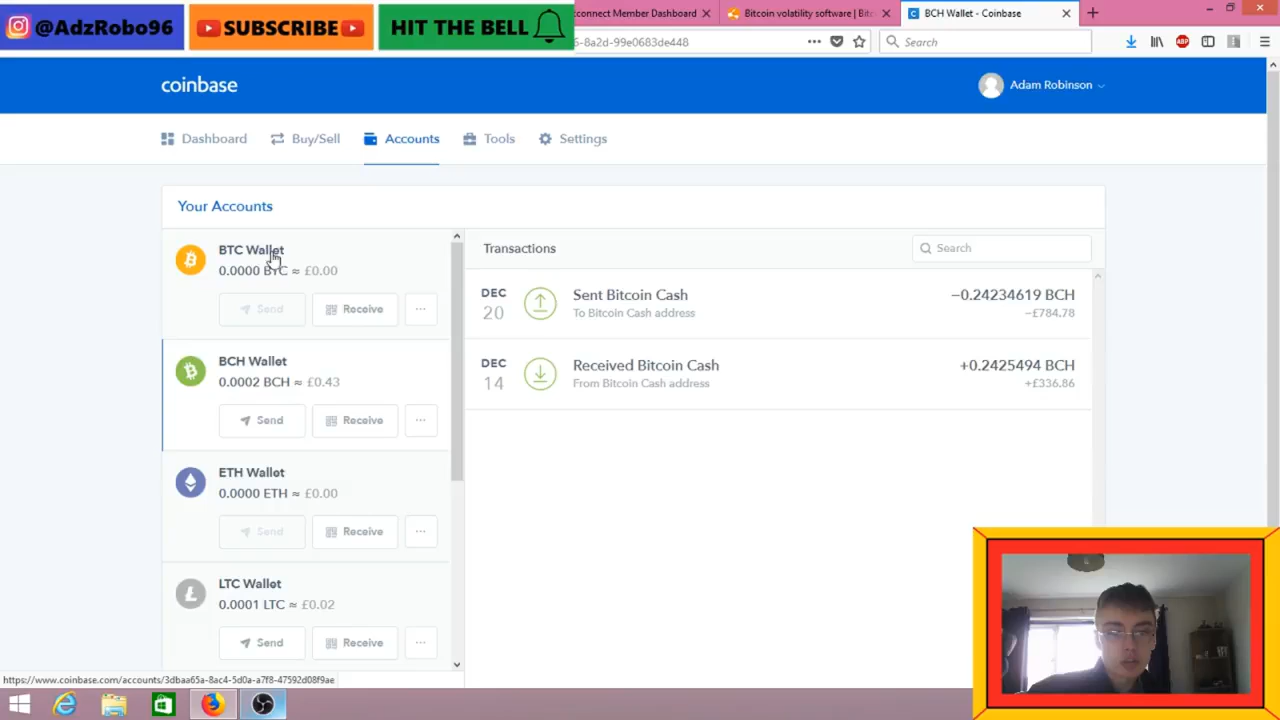 @AdzRobo96
SUBSCRIBE
HIT THE BELL
connect Member Dashboard
Bitcoin volatility software | Bit
BCH Wallet - Coinbase
5-8a2d-99e0683de448
Search
coinbase
Adam Robinson
Dashboard
Buy/Sell
Accounts
Tools
Settings
Your Accounts
BTC Wallet
0.0000 BTC ≈ £0.00
Send
Receive
BCH Wallet
0.0002 BCH ≈ £0.43
Send
Receive
ETH Wallet
0.0000 ETH ≈ £0.00
Send
Receive
LTC Wallet
0.0001 LTC ≈ £0.02
Send
Receive
Transactions
Search
DEC 20
Sent Bitcoin Cash
To Bitcoin Cash address
−0.24234619 BCH
−£784.78
DEC 14
Received Bitcoin Cash
From Bitcoin Cash address
+0.2425494 BCH
+£336.86
https://www.coinbase.com/accounts/3dbaa65a-8ac4-5d0a-a7f8-47592d08f9ae